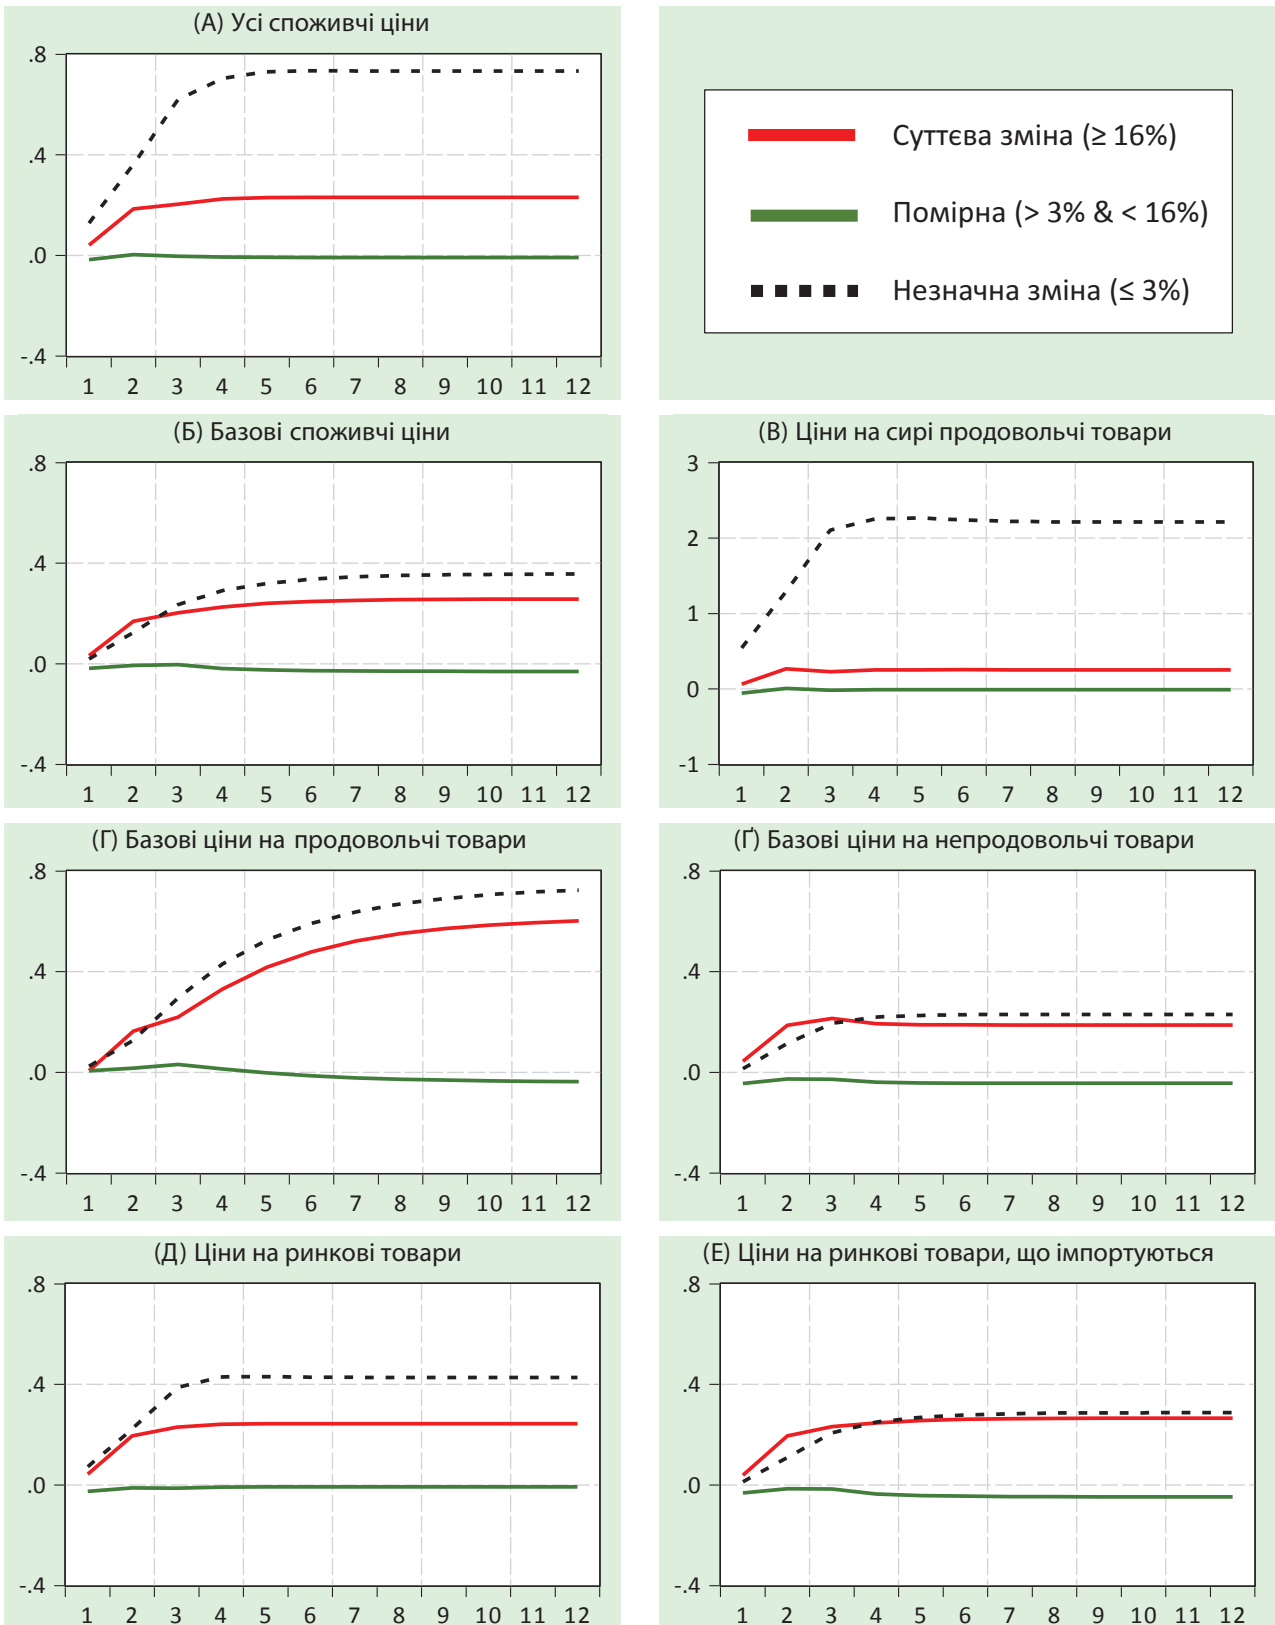 (А) Усі споживчі ціни
.8
.4
.0
-.4
1 2 3 4 5 6 7 8 9 10 11 12
Суттєва зміна (≥ 16%)
Помірна (> 3% & < 16%)
Незначна зміна (≤ 3%)
(Б) Базові споживчі ціни
.8
.4
.0
-.4
1 2 3 4 5 6 7 8 9 10 11 12
(В) Ціни на сирі продовольчі товари
3
2
1
0
-1
1 2 3 4 5 6 7 8 9 10 11 12
(Г) Базові ціни на продовольчі товари
.8
.4
.0
-.4
1 2 3 4 5 6 7 8 9 10 11 12
(Ґ) Базові ціни на непродовольчі товари
.8
.4
.0
-.4
1 2 3 4 5 6 7 8 9 10 11 12
(Д) Ціни на ринкові товари
.8
.4
.0
-.4
1 2 3 4 5 6 7 8 9 10 11 12
(Е) Ціни на ринкові товари, що імпортуються
.8
.4
.0
-.4
1 2 3 4 5 6 7 8 9 10 11 12